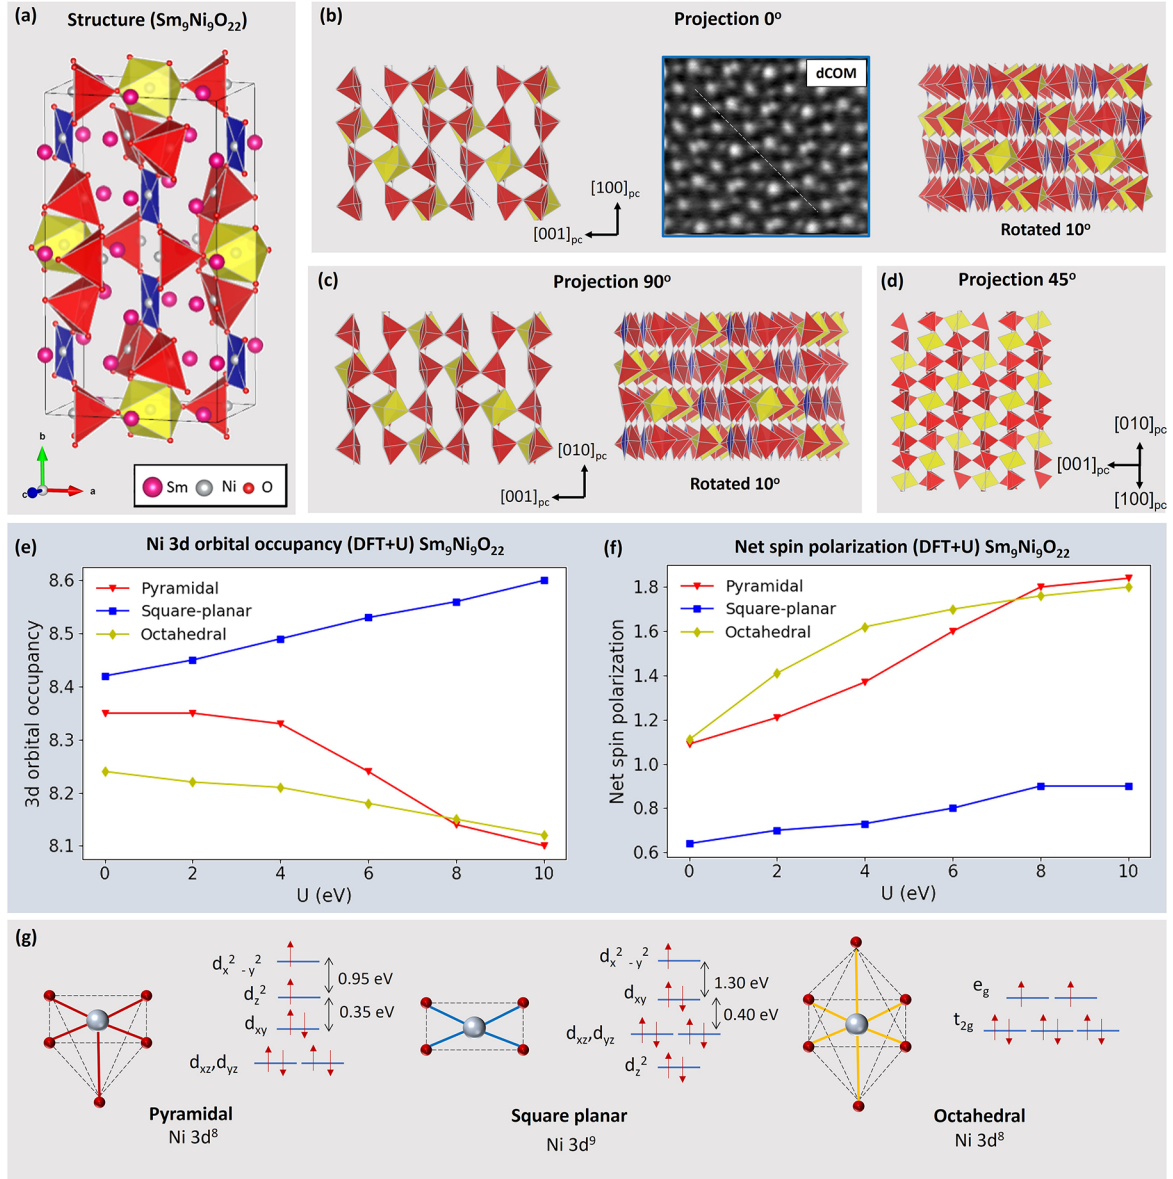 (a) Structure (Sm₉Ni₉O₂₂)
b
c
a
Sm Ni O
(b) Projection 0º
dCOM
[100]pc
[001]pc
Rotated 10º
(c) Projection 90º
[010]pc
[001]pc
Rotated 10º
(d) Projection 45º
[010]pc
[001]pc
[100]pc
(e) Ni 3d orbital occupancy (DFT+U) Sm₉Ni₉O₂₂
Pyramidal
Square-planar
Octahedral
3d orbital occupancy
8.6
8.5
8.4
8.3
8.2
8.1
0 2 4 6 8 10
U (eV)
(f) Net spin polarization (DFT+U) Sm₉Ni₉O₂₂
Pyramidal
Square-planar
Octahedral
Net spin polarization
1.8
1.6
1.4
1.2
1.0
0.8
0.6
0 2 4 6 8 10
U (eV)
(g)
dx²-y²
0.95 eV
dz²
0.35 eV
dxy
dxz,dyz
Pyramidal
Ni 3d⁸
dx²-y²
1.30 eV
dxy
0.40 eV
dxz,dyz
dz²
Square planar
Ni 3d⁹
eg
t2g
Octahedral
Ni 3d⁸